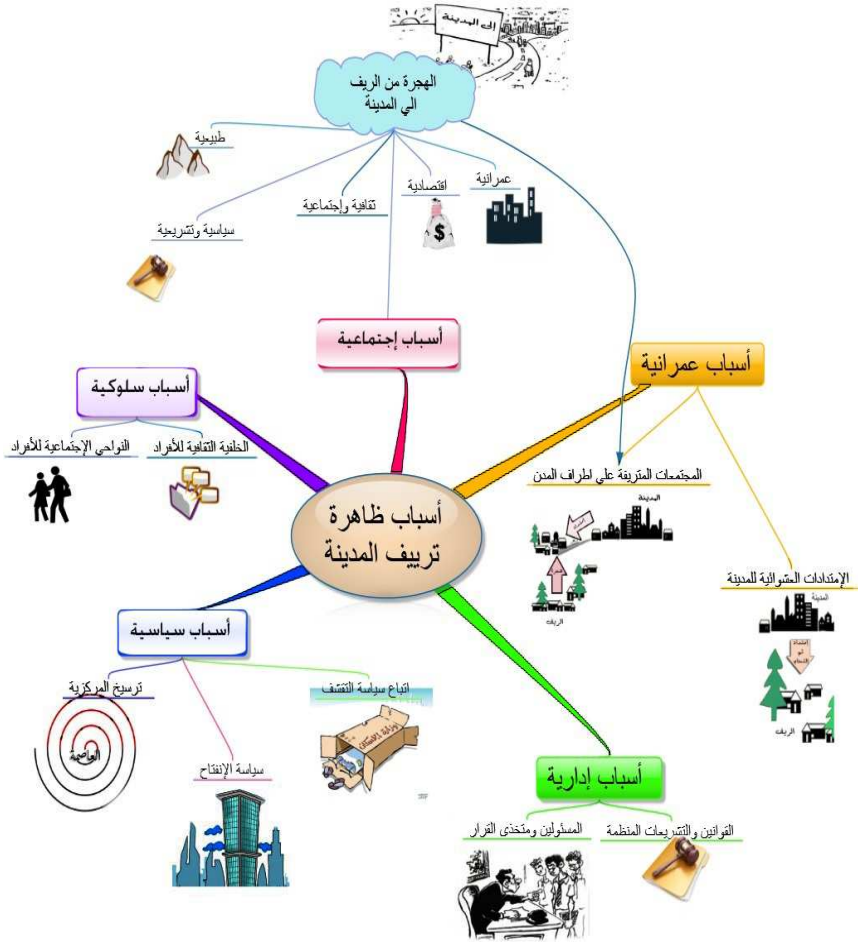 إلى المدينة
الهجرة من الريف
الي المدينة
طبيعية
عمرانية
اقتصادية
ثقافية وإجتماعية
سياسية وتشريعية
أسباب إجتماعية
أسباب عمرانية
أسباب سلوكية
النواحي الإجتماعية للأفراد
الخلفية الثقافية للأفراد
المجتمعات المتريفة علي اطراف المدن
المدينة
الريف
أسباب ظاهرة
ترييف المدينة
الإمتدادات العشوائية للمدينة
المدينة
الريف
أسباب سياسية
ترسيخ المركزية
العاصمة
اتباع سياسة التقشف
سياسة الإنفتاح
أسباب إدارية
المسئولين ومتخذى القرار
القوانين والتشريعات المنظمة